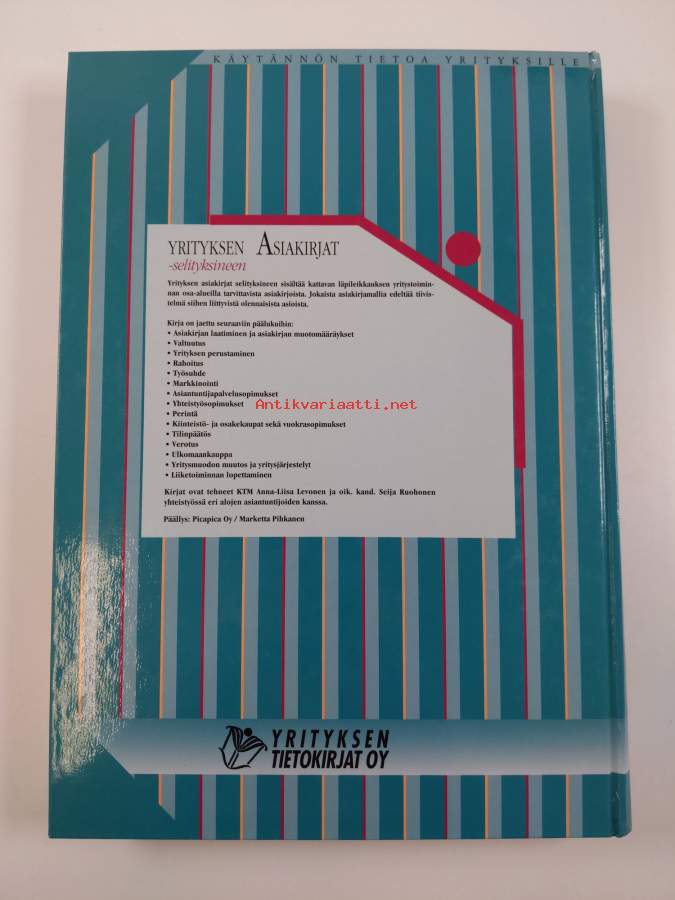 KÄYTÄNNÖN TIETOA YRITYKSILLE
YRITYKSEN ASIAKIRJAT
-selityksineen
Yrityksen asiakirjat selityksineen sisältää kattavan läpileikkauksen yritystoimin-
nan osa-alueilla tarvittavista asiakirjoista. Jokaista asiakirjamallia edeltää tiivis-
telmä siihen liittyvistä olennaisista asioista.
Kirja on jaettu seuraaviin päälukuihin:
• Asiakirjan laatiminen ja asiakirjan muotomääräykset
• Valtuutus
• Yrityksen perustaminen
• Rahoitus
• Työsuhde
• Markkinointi
• Asiantuntijapalvelusopimukset
• Yhteistyösopimukset
Antikvariaatti.net
• Perintä
• Kiinteistö- ja osakekaupat sekä vuokrasopimukset
• Tilinpäätös
• Verotus
• Ulkomaankauppa
• Yritysmuodon muutos ja yritysjärjestelyt
• Liiketoiminnan lopettaminen
Kirjat ovat tehneet KTM Anna-Liisa Levonen ja oik. kand. Seija Ruohonen
yhteistyössä eri alojen asiantuntijoiden kanssa.
Päällys: Picapica Oy / Marketta Pihkanen
YRITYKSEN
TIETOKIRJAT OY